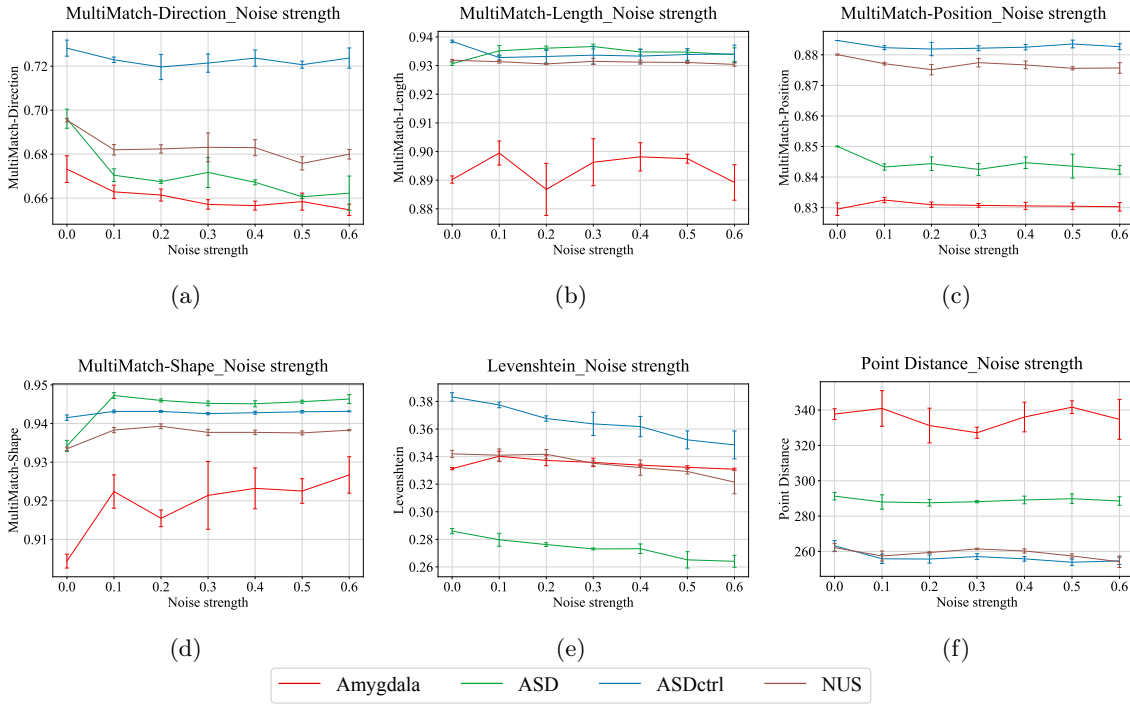 MultiMatch-Direction_Noise strength
MultiMatch-Direction
0.72
0.70
0.68
0.66
0.0 0.1 0.2 0.3 0.4 0.5 0.6
Noise strength
(a)
MultiMatch-Length_Noise strength
MultiMatch-Length
0.94
0.93
0.92
0.91
0.90
0.89
0.88
0.0 0.1 0.2 0.3 0.4 0.5 0.6
Noise strength
(b)
MultiMatch-Position_Noise strength
MultiMatch-Position
0.88
0.87
0.86
0.85
0.84
0.83
0.0 0.1 0.2 0.3 0.4 0.5 0.6
Noise strength
(c)
MultiMatch-Shape_Noise strength
MultiMatch-Shape
0.95
0.94
0.93
0.92
0.91
0.0 0.1 0.2 0.3 0.4 0.5 0.6
Noise strength
(d)
Levenshtein_Noise strength
Levenshtein
0.38
0.36
0.34
0.32
0.30
0.28
0.26
0.0 0.1 0.2 0.3 0.4 0.5 0.6
Noise strength
(e)
Point Distance_Noise strength
Point Distance
340
320
300
280
260
0.0 0.1 0.2 0.3 0.4 0.5 0.6
Noise strength
(f)
Amygdala ASD ASDctrl NUS